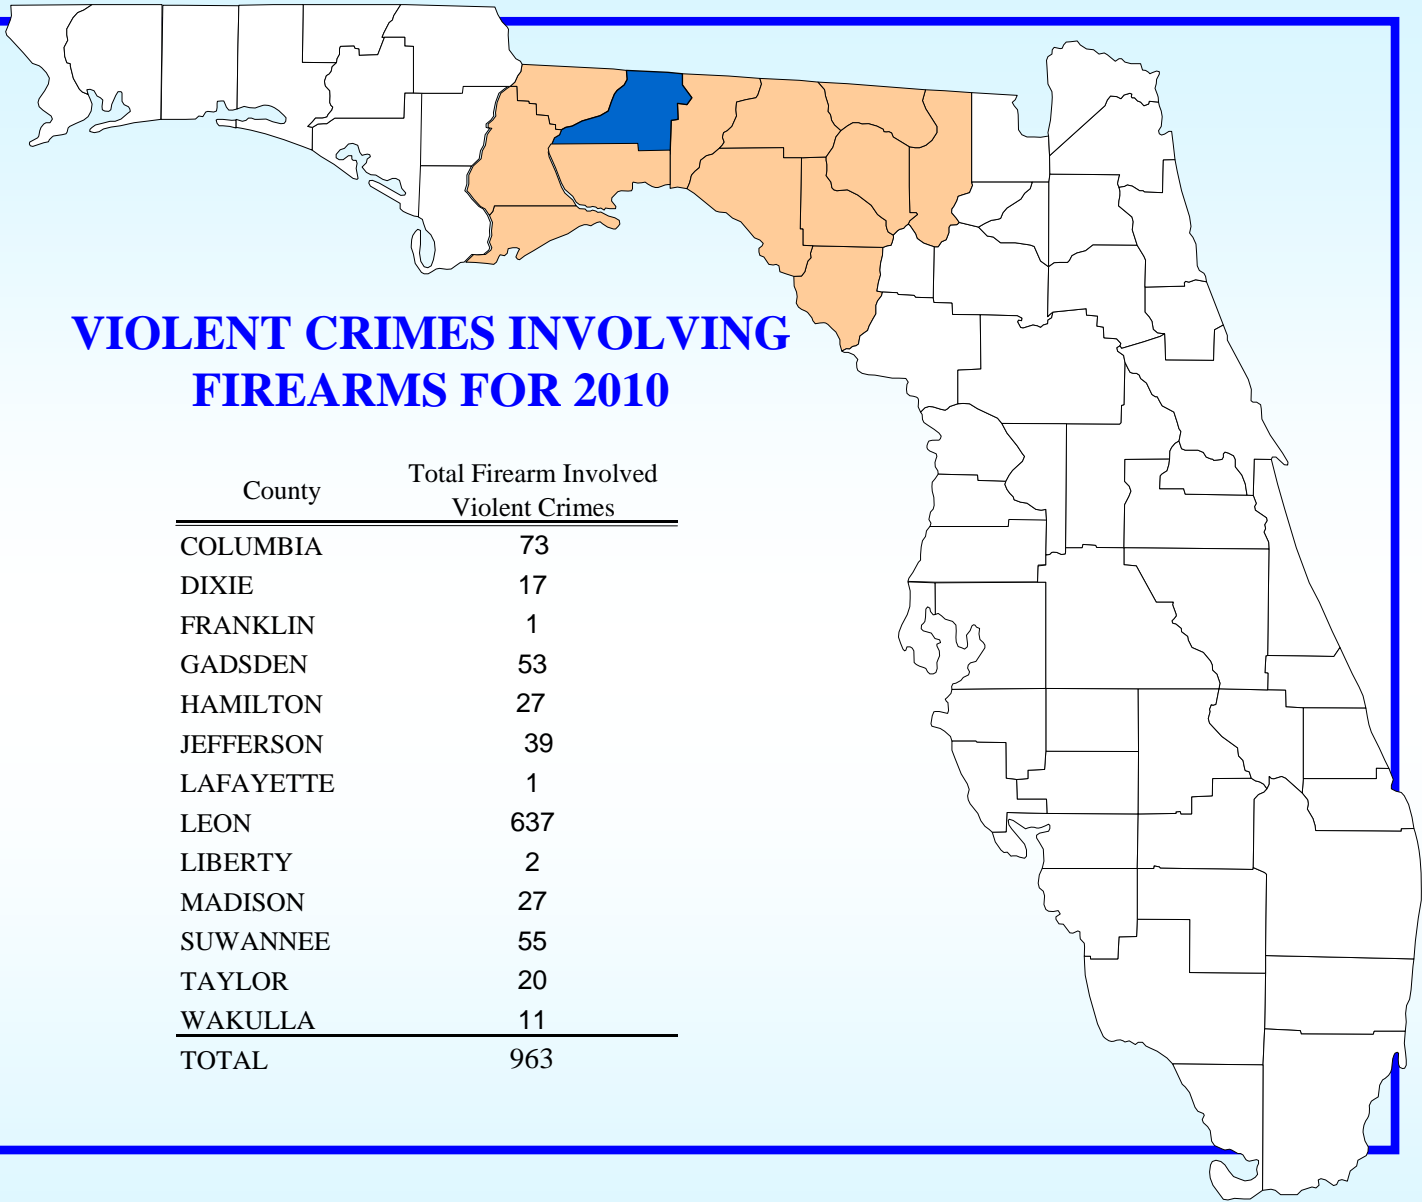 VIOLENT CRIMES INVOLVING
FIREARMS FOR 2010
County Total Firearm Involved
Violent Crimes
COLUMBIA 73
DIXIE 17
FRANKLIN 1
GADSDEN 53
HAMILTON 27
JEFFERSON 39
LAFAYETTE 1
LEON 637
LIBERTY 2
MADISON 27
SUWANNEE 55
TAYLOR 20
WAKULLA 11
TOTAL 963